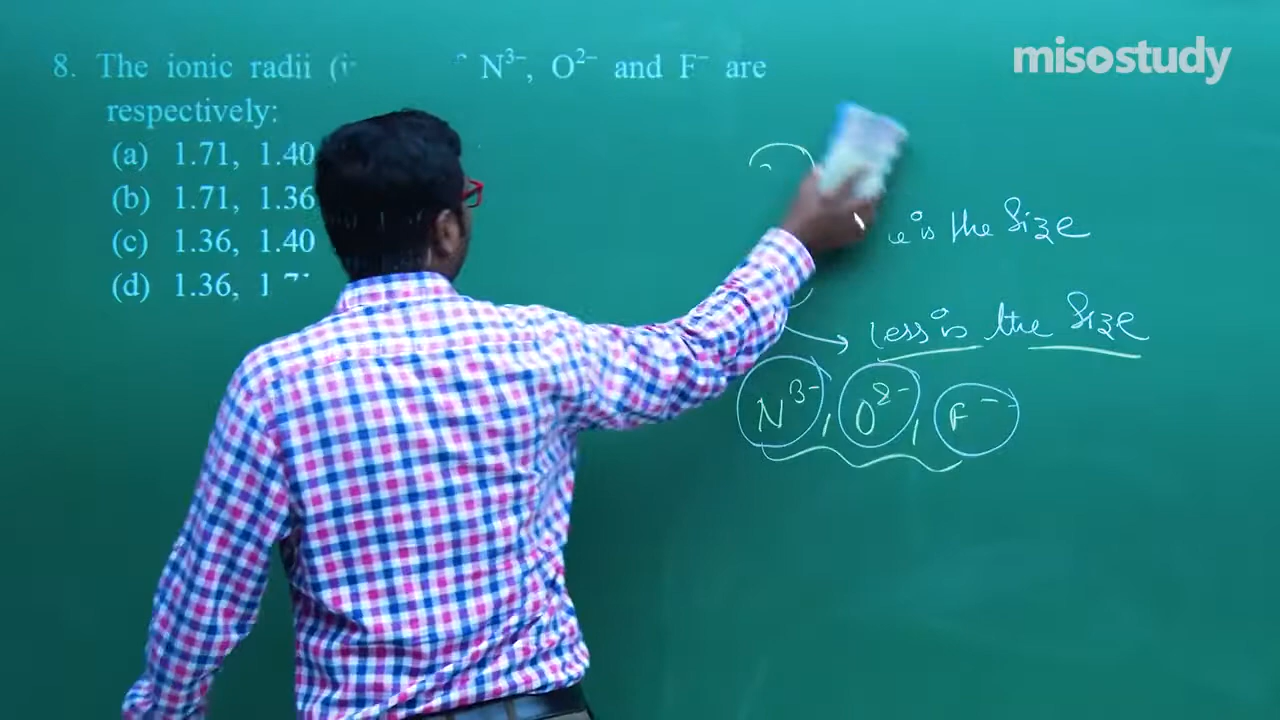 misostudy
8. The ionic radii N³⁻, O²⁻ and F⁻ are
respectively:
(a) 1.71, 1.40
(b) 1.71, 1.36
(c) 1.36, 1.40
(d) 1.36,
is the Size
less is the Size
N³⁻, O²⁻, F⁻